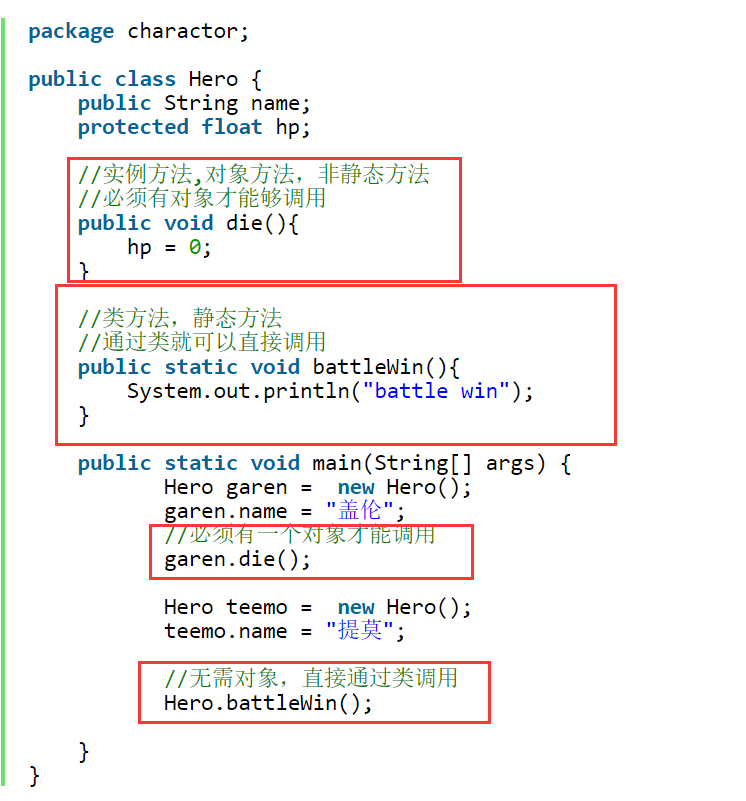 package charactor;
public class Hero {
public String name;
protected float hp;
//实例方法,对象方法，非静态方法
//必须有对象才能够调用
public void die(){
hp = 0;
}
//类方法，静态方法
//通过类就可以直接调用
public static void battleWin(){
System.out.println("battle win");
}
public static void main(String[] args) {
Hero garen =  new Hero();
garen.name = "盖伦";
//必须有一个对象才能调用
garen.die();
Hero teemo =  new Hero();
teemo.name = "提莫";
//无需对象，直接通过类调用
Hero.battleWin();
}
}